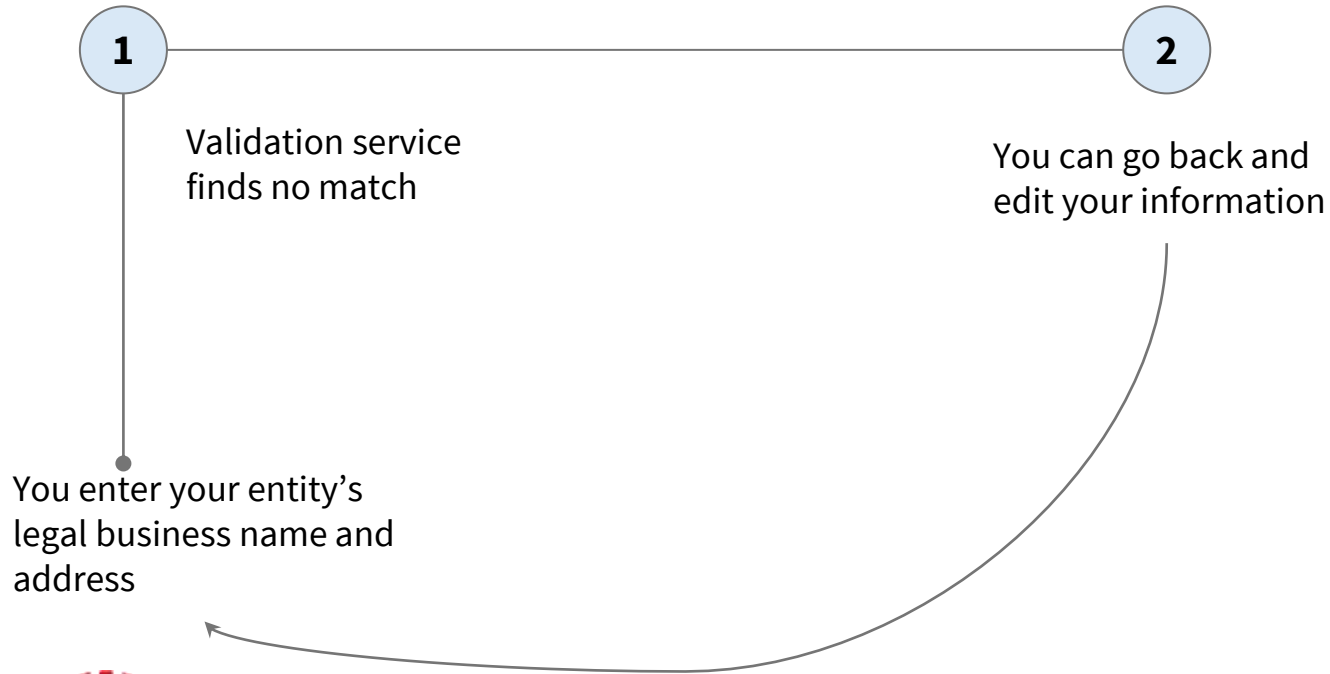 1
2
Validation service
finds no match
You can go back and
edit your information
You enter your entity’s
legal business name and
address